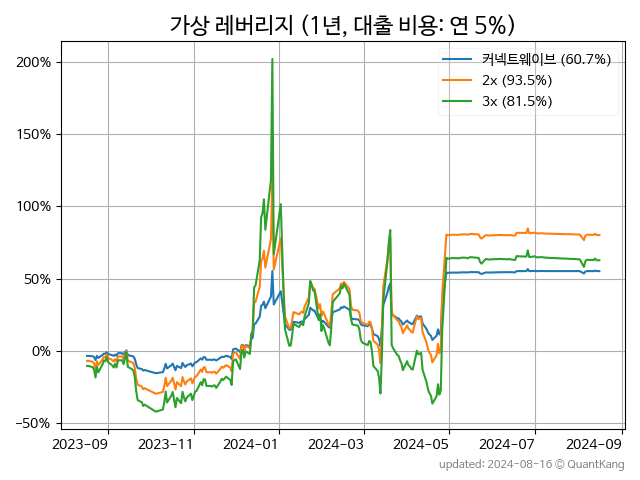 가상 레버리지 (1년, 대출 비용: 연 5%)
커넥트웨이브 (60.7%)
2x (93.5%)
3x (81.5%)
200%
150%
100%
50%
0%
−50%
2023-09 2023-11 2024-01 2024-03 2024-05 2024-07 2024-09
updated: 2024-08-16 © QuantKang